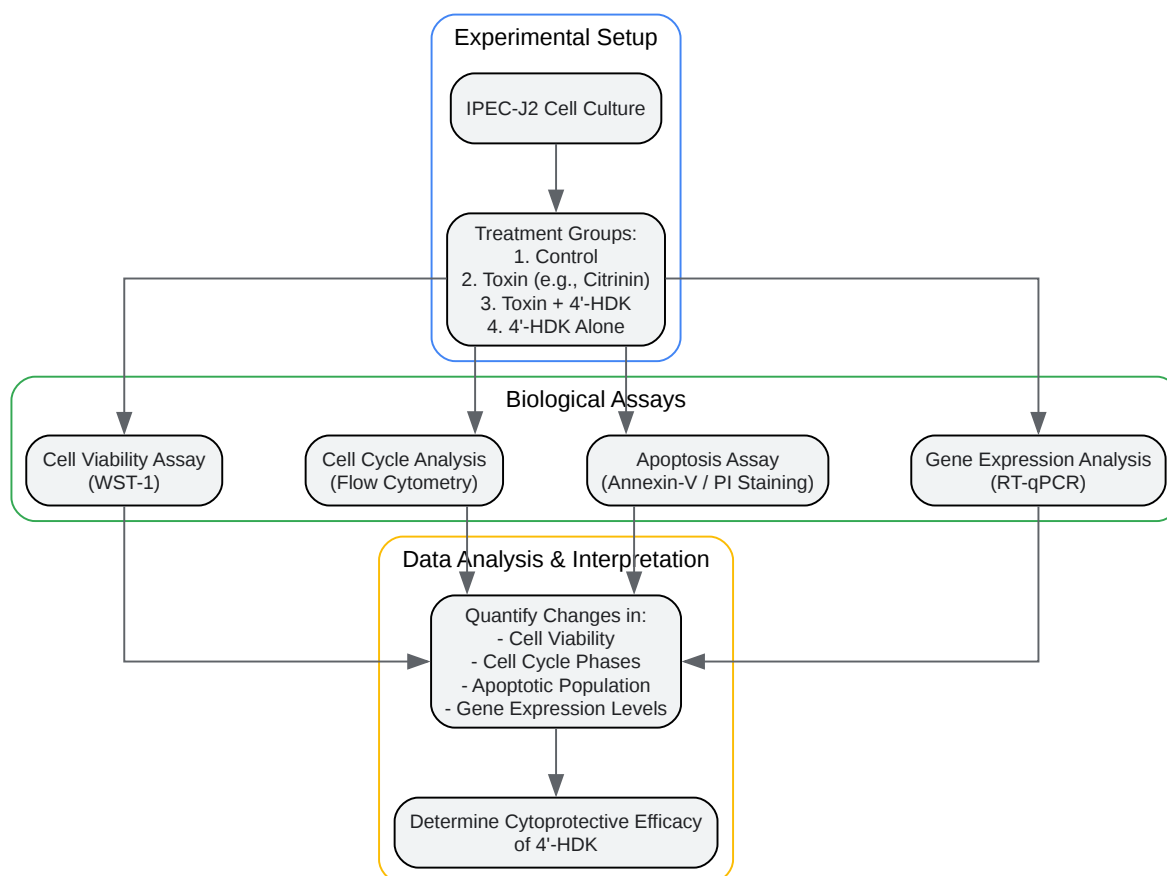 Experimental Setup
IPEC-J2 Cell Culture
Treatment Groups:
1. Control
2. Toxin (e.g., Citrinin)
3. Toxin + 4'-HDK
4. 4'-HDK Alone
Biological Assays
Cell Viability Assay
(WST-1)
Cell Cycle Analysis
(Flow Cytometry)
Apoptosis Assay
(Annexin-V / PI Staining)
Gene Expression Analysis
(RT-qPCR)
Data Analysis & Interpretation
Quantify Changes in:
- Cell Viability
- Cell Cycle Phases
- Apoptotic Population
- Gene Expression Levels
Determine Cytoprotective Efficacy
of 4'-HDK